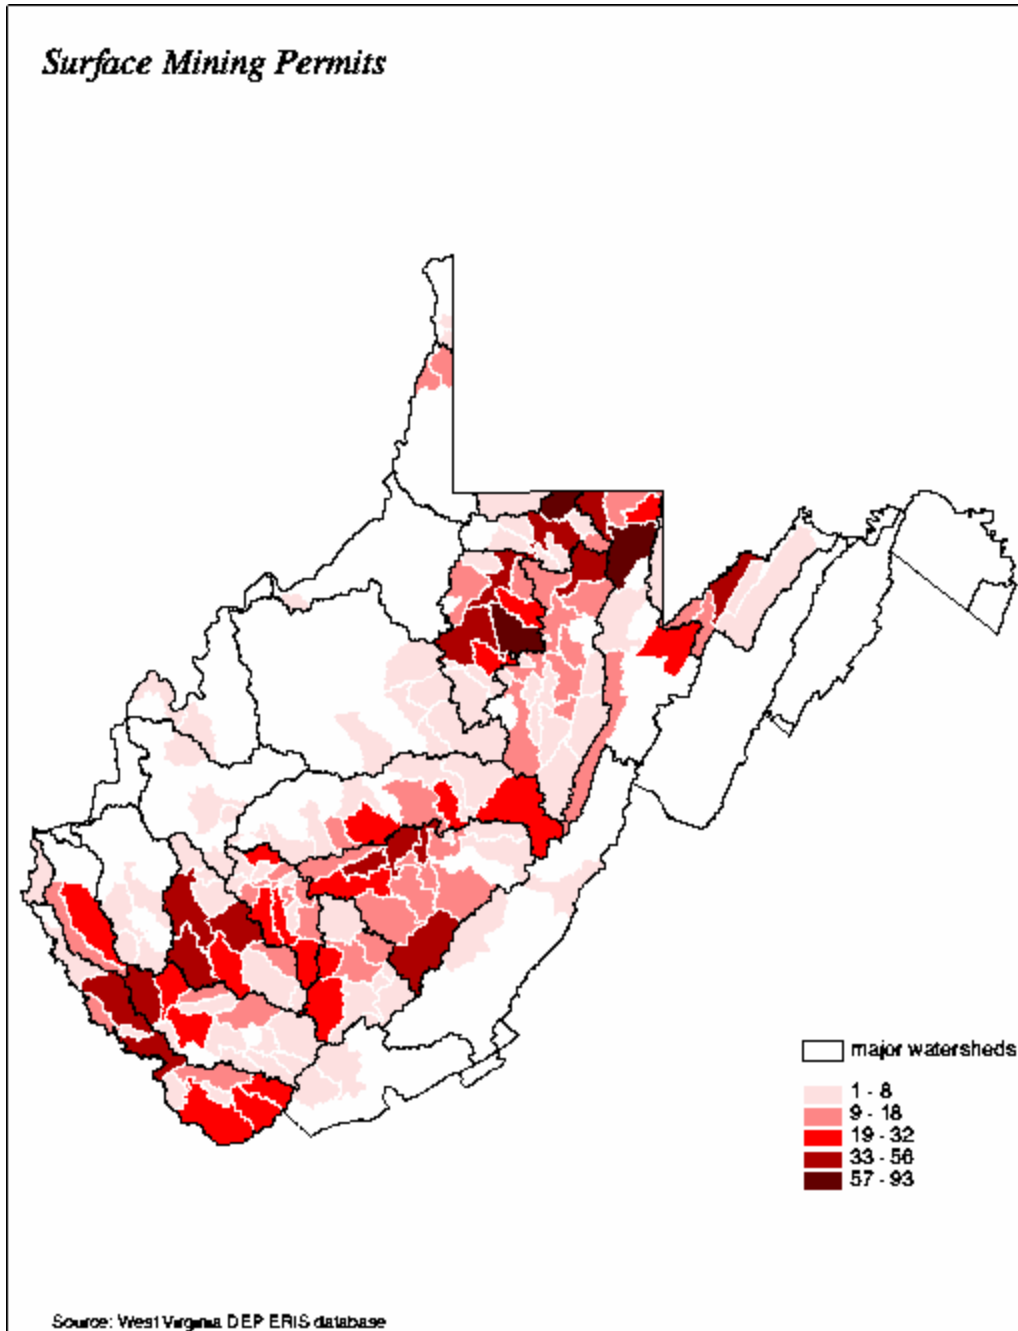 Surface Mining Permits
major watersheds
1 - 8
9 - 18
19 - 32
33 - 56
57 - 93
Source: West Virginia DEP ERIS database